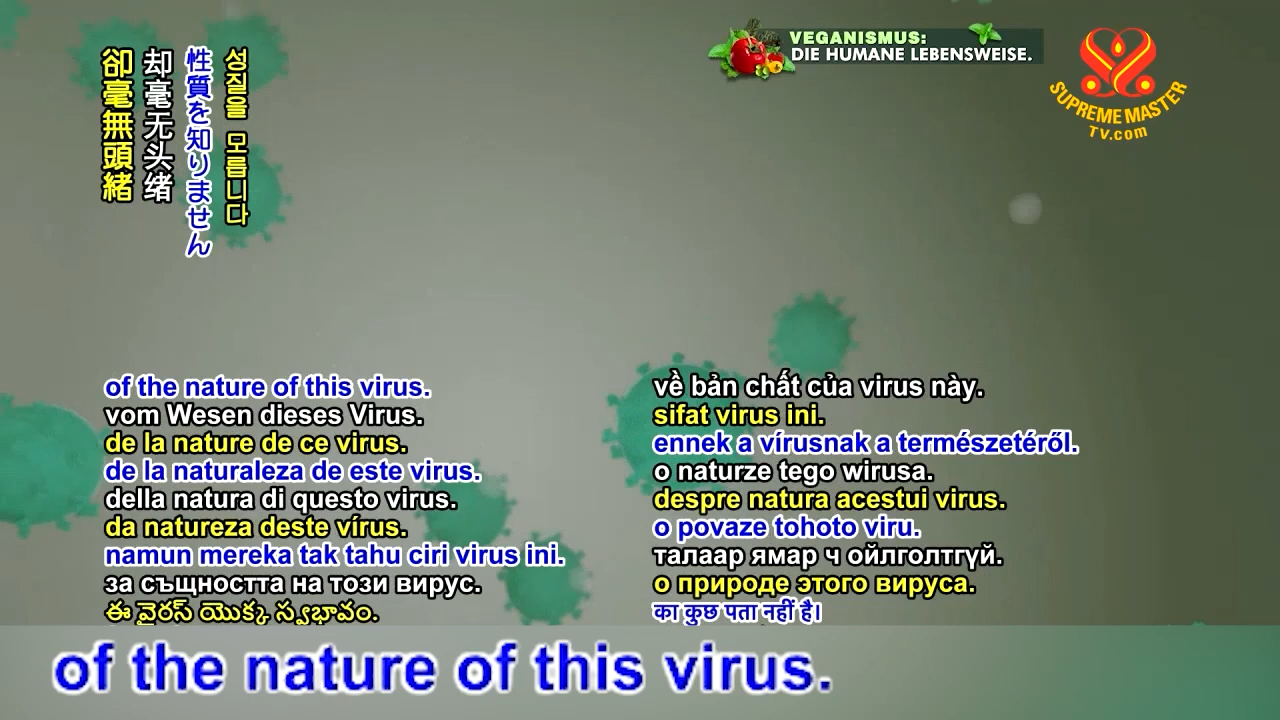 VEGANISMUS:
DIE HUMANE LEBENSWEISE.
SUPREME MASTER
TV.com
성질을 모릅니다
性質を知りません
却毫无头绪
卻毫無頭緒
of the nature of this virus.
vom Wesen dieses Virus.
de la nature de ce virus.
de la naturaleza de este virus.
della natura di questo virus.
da natureza deste vírus.
namun mereka tak tahu ciri virus ini.
за същността на този вирус.
ఈ వైరస్ యొక్క స్వభావం.
về bản chất của virus này.
sifat virus ini.
ennek a vírusnak a természetéről.
o naturze tego wirusa.
despre natura acestui virus.
o povaze tohoto viru.
талаар ямар ч ойлголтгүй.
о природе этого вируса.
का कुछ पता नहीं है।
of the nature of this virus.